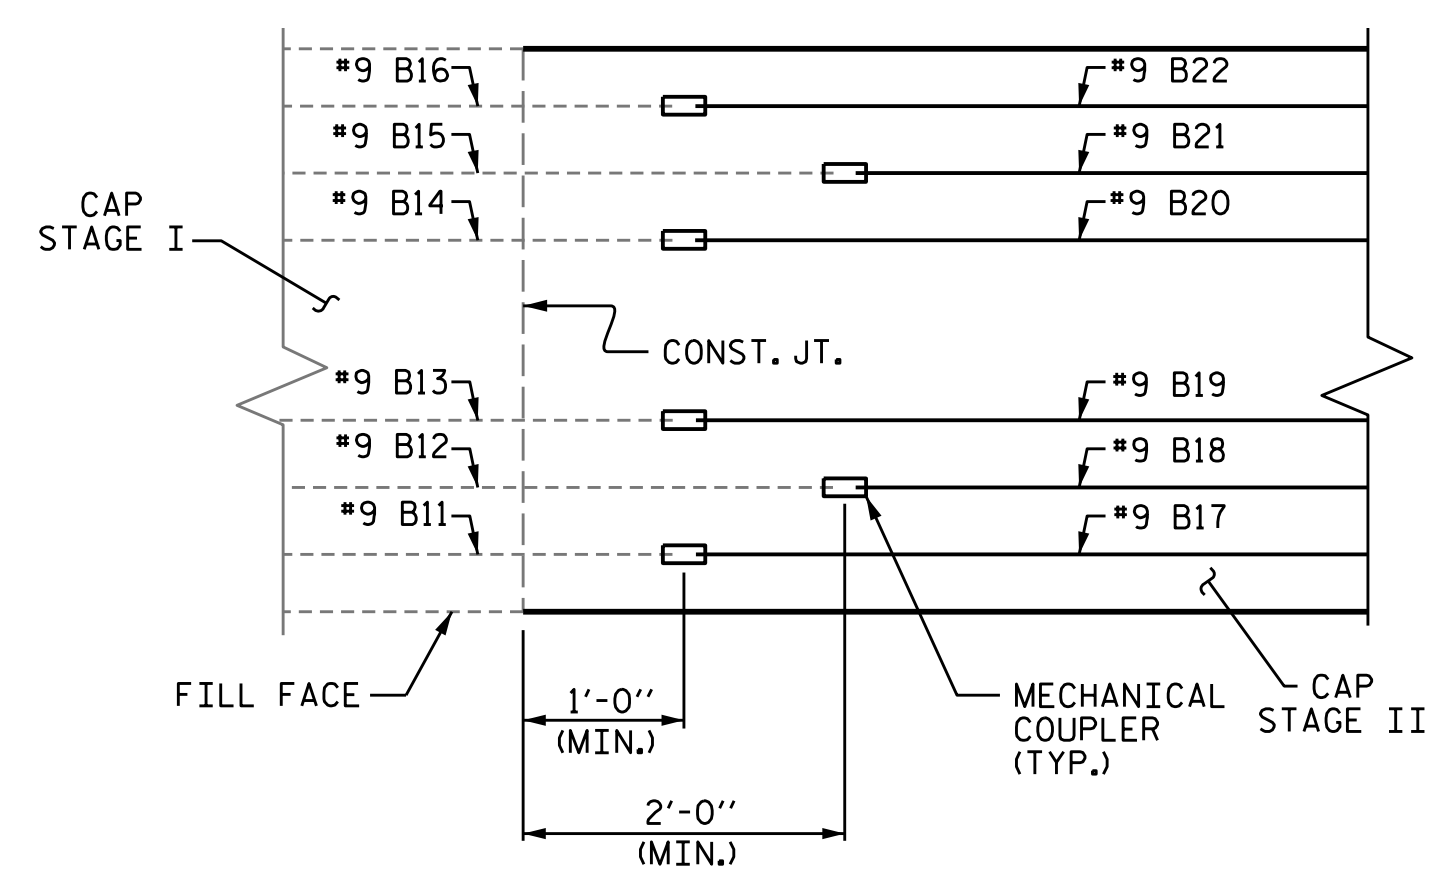 #9 B16
#9 B22
#9 B15
#9 B21
#9 B14
#9 B20
CAP
STAGE I
CONST. JT.
#9 B13
#9 B19
#9 B12
#9 B18
#9 B11
#9 B17
FILL FACE
1'-0''
(MIN.)
MECHANICAL
COUPLER
(TYP.)
CAP
STAGE II
2'-0''
(MIN.)